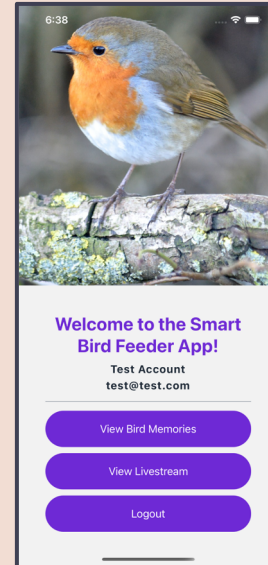 6:38
Welcome to the Smart
Bird Feeder App!
Test Account
test@test.com
View Bird Memories
View Livestream
Logout